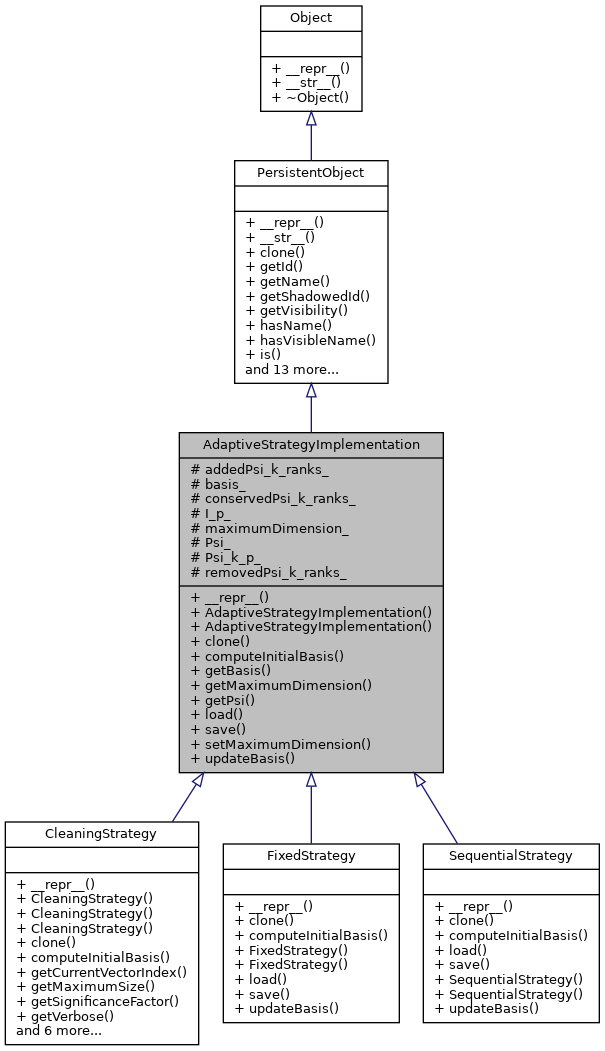 Object
+ __repr__()
+ __str__()
+ ~Object()
PersistentObject
+ __repr__()
+ __str__()
+ clone()
+ getId()
+ getName()
+ getShadowedId()
+ getVisibility()
+ hasName()
+ hasVisibleName()
+ is()
and 13 more...
AdaptiveStrategyImplementation
# addedPsi_k_ranks_
# basis_
# conservedPsi_k_ranks_
# I_p_
# maximumDimension_
# Psi_
# Psi_k_p_
# removedPsi_k_ranks_
+ __repr__()
+ AdaptiveStrategyImplementation()
+ AdaptiveStrategyImplementation()
+ clone()
+ computeInitialBasis()
+ getBasis()
+ getMaximumDimension()
+ getPsi()
+ load()
+ save()
+ setMaximumDimension()
+ updateBasis()
CleaningStrategy
+ __repr__()
+ CleaningStrategy()
+ CleaningStrategy()
+ CleaningStrategy()
+ clone()
+ computeInitialBasis()
+ getCurrentVectorIndex()
+ getMaximumSize()
+ getSignificanceFactor()
+ getVerbose()
and 6 more...
FixedStrategy
+ __repr__()
+ clone()
+ computeInitialBasis()
+ FixedStrategy()
+ FixedStrategy()
+ load()
+ save()
+ updateBasis()
SequentialStrategy
+ __repr__()
+ clone()
+ computeInitialBasis()
+ load()
+ save()
+ SequentialStrategy()
+ SequentialStrategy()
+ updateBasis()